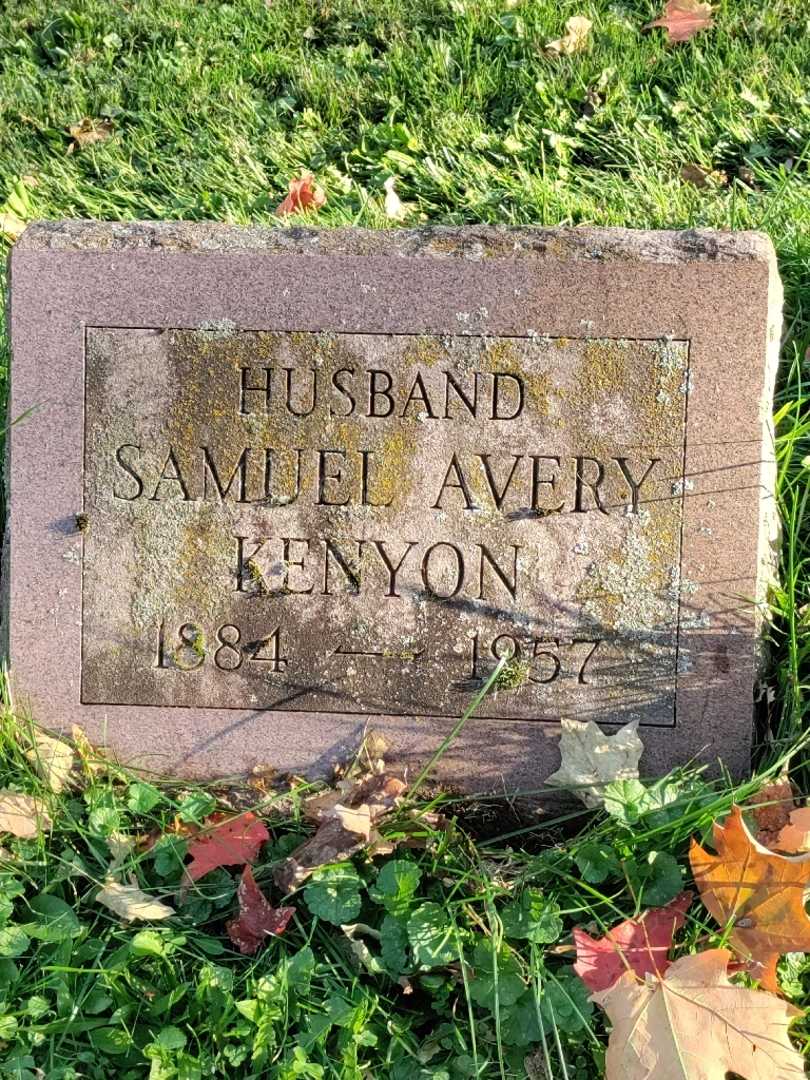 HUSBAND
SAMUEL AVERY
KENYON
1884 — 1957